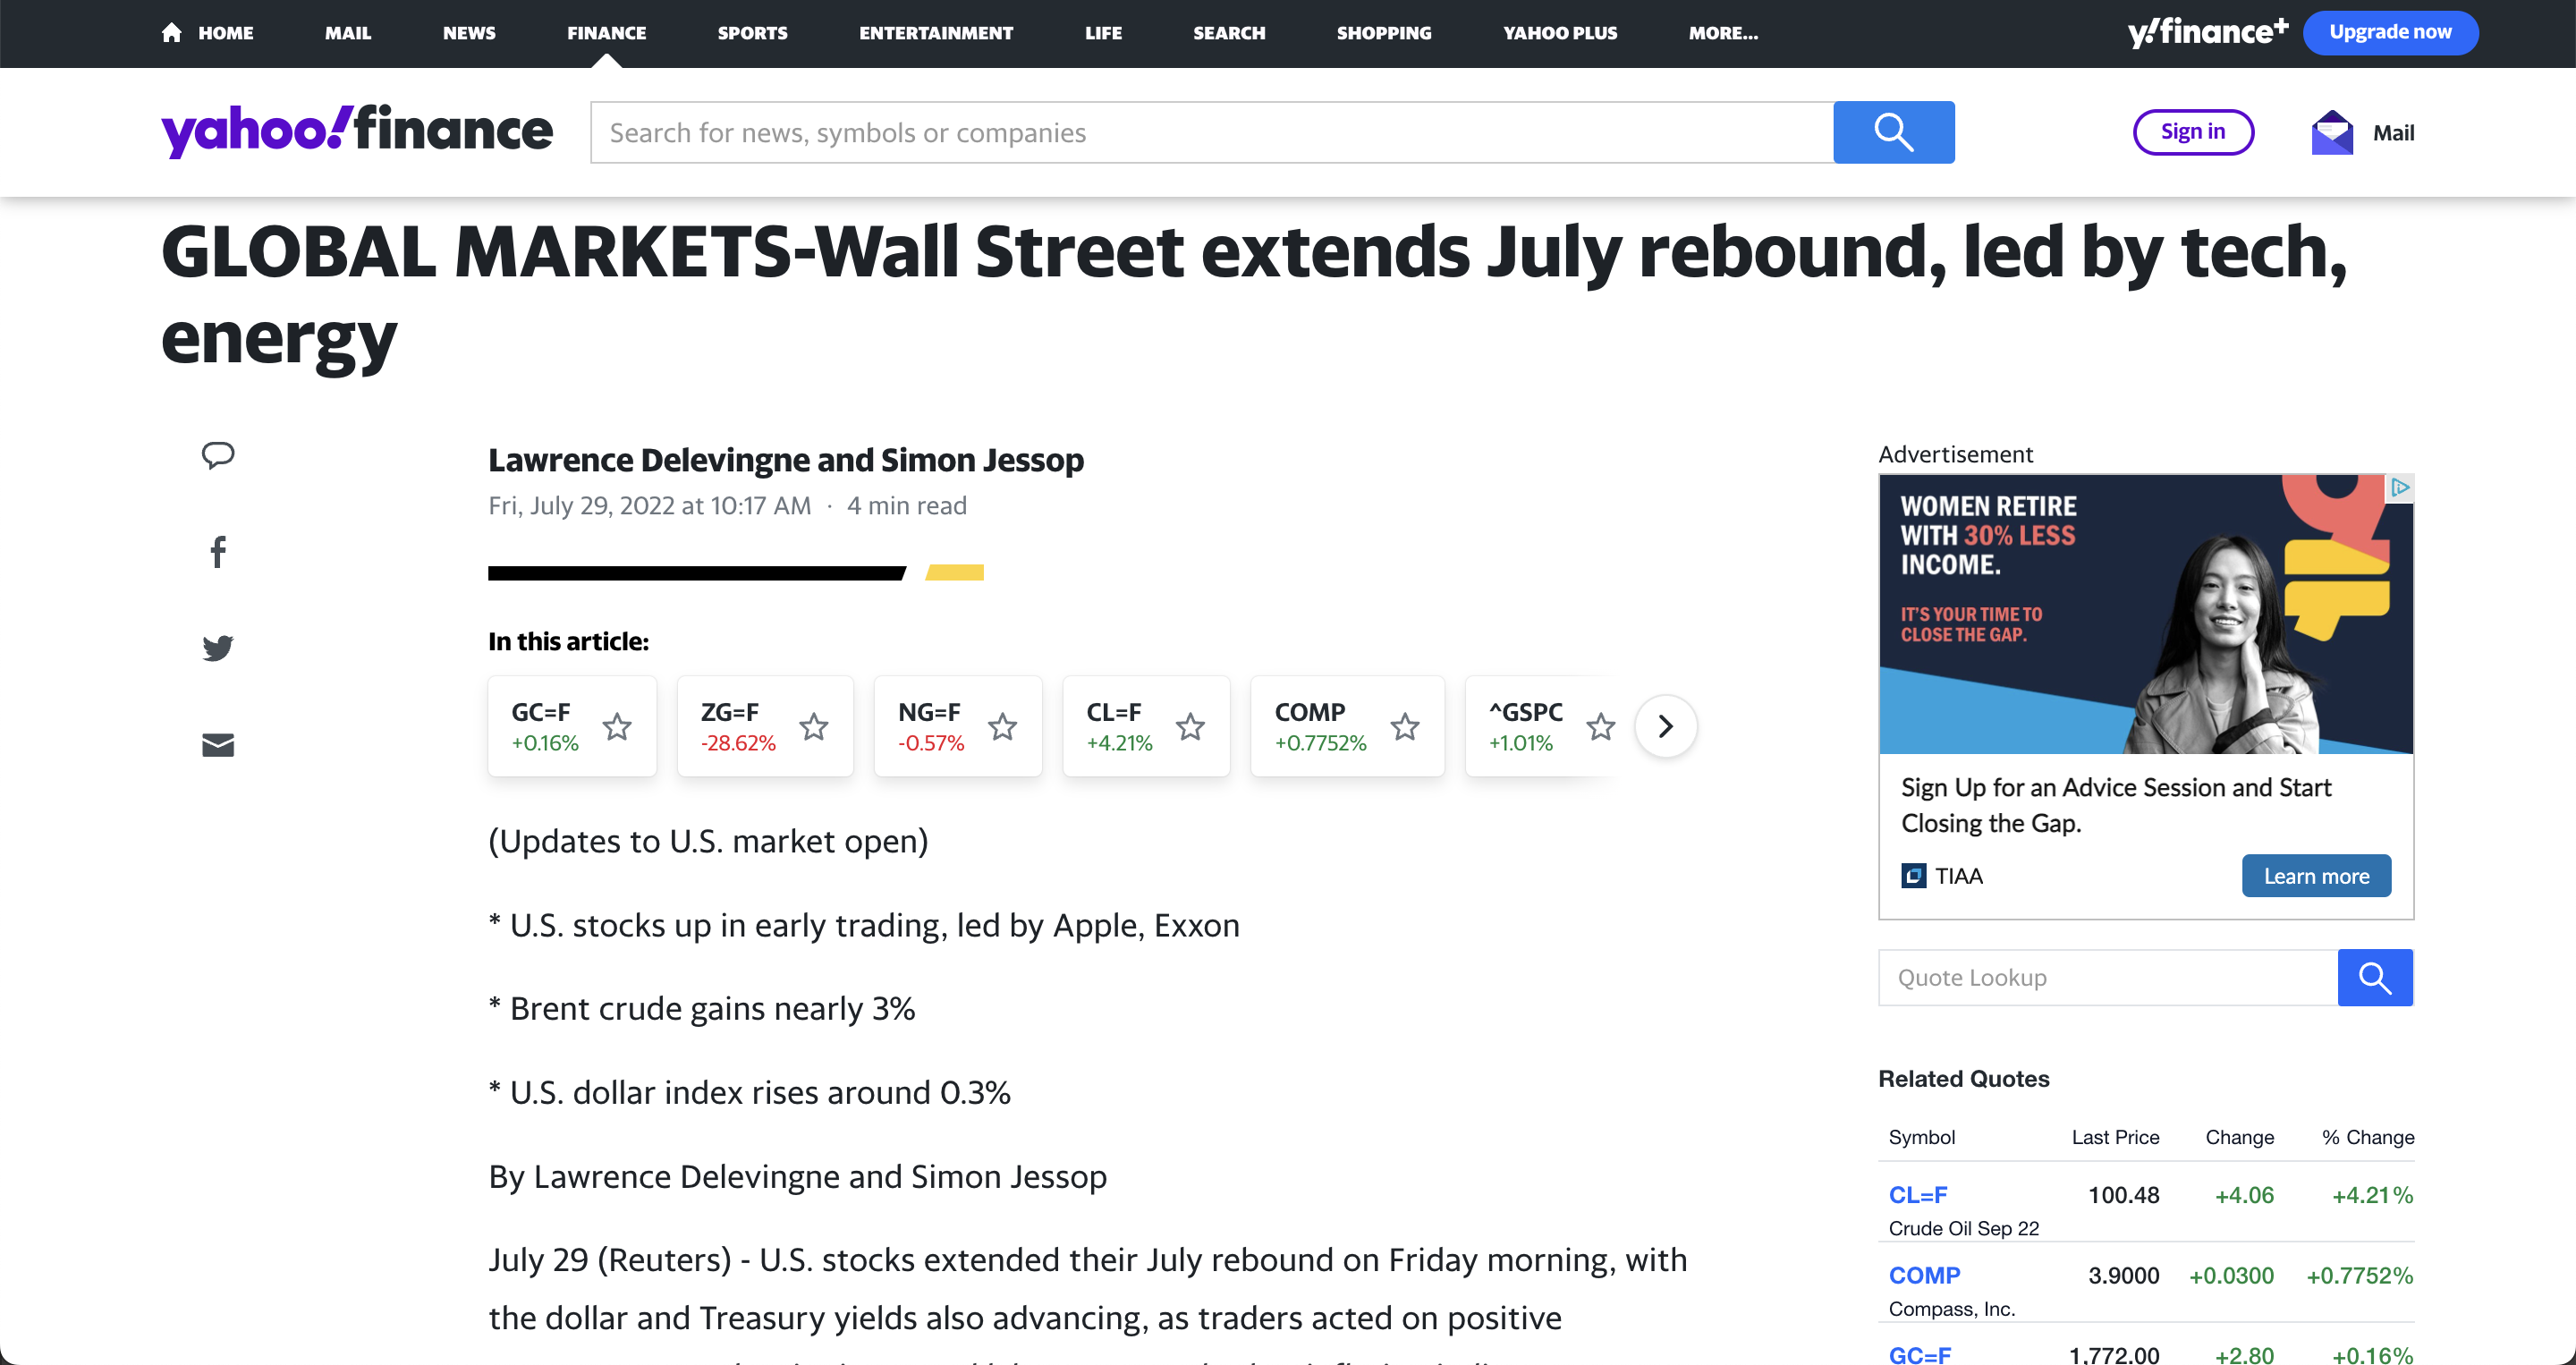 HOME MAIL NEWS FINANCE SPORTS ENTERTAINMENT LIFE SEARCH SHOPPING YAHOO PLUS MORE... y!finance+ Upgrade now
yahoo!finance Search for news, symbols or companies Sign in Mail
GLOBAL MARKETS-Wall Street extends July rebound, led by tech,
energy
Lawrence Delevingne and Simon Jessop
Fri, July 29, 2022 at 10:17 AM · 4 min read
In this article:
GC=F
+0.16%
ZG=F
-28.62%
NG=F
-0.57%
CL=F
+4.21%
COMP
+0.7752%
^GSPC
+1.01%
(Updates to U.S. market open)
* U.S. stocks up in early trading, led by Apple, Exxon
* Brent crude gains nearly 3%
* U.S. dollar index rises around 0.3%
By Lawrence Delevingne and Simon Jessop
July 29 (Reuters) - U.S. stocks extended their July rebound on Friday morning, with
the dollar and Treasury yields also advancing, as traders acted on positive
Advertisement
WOMEN RETIRE
WITH 30% LESS
INCOME.
IT'S YOUR TIME TO
CLOSE THE GAP.
Sign Up for an Advice Session and Start
Closing the Gap.
TIAA Learn more
Quote Lookup
Related Quotes
Symbol Last Price Change % Change
CL=F 100.48 +4.06 +4.21%
Crude Oil Sep 22
COMP 3.9000 +0.0300 +0.7752%
Compass, Inc.
GC=F 1,772.00 +2.80 +0.16%